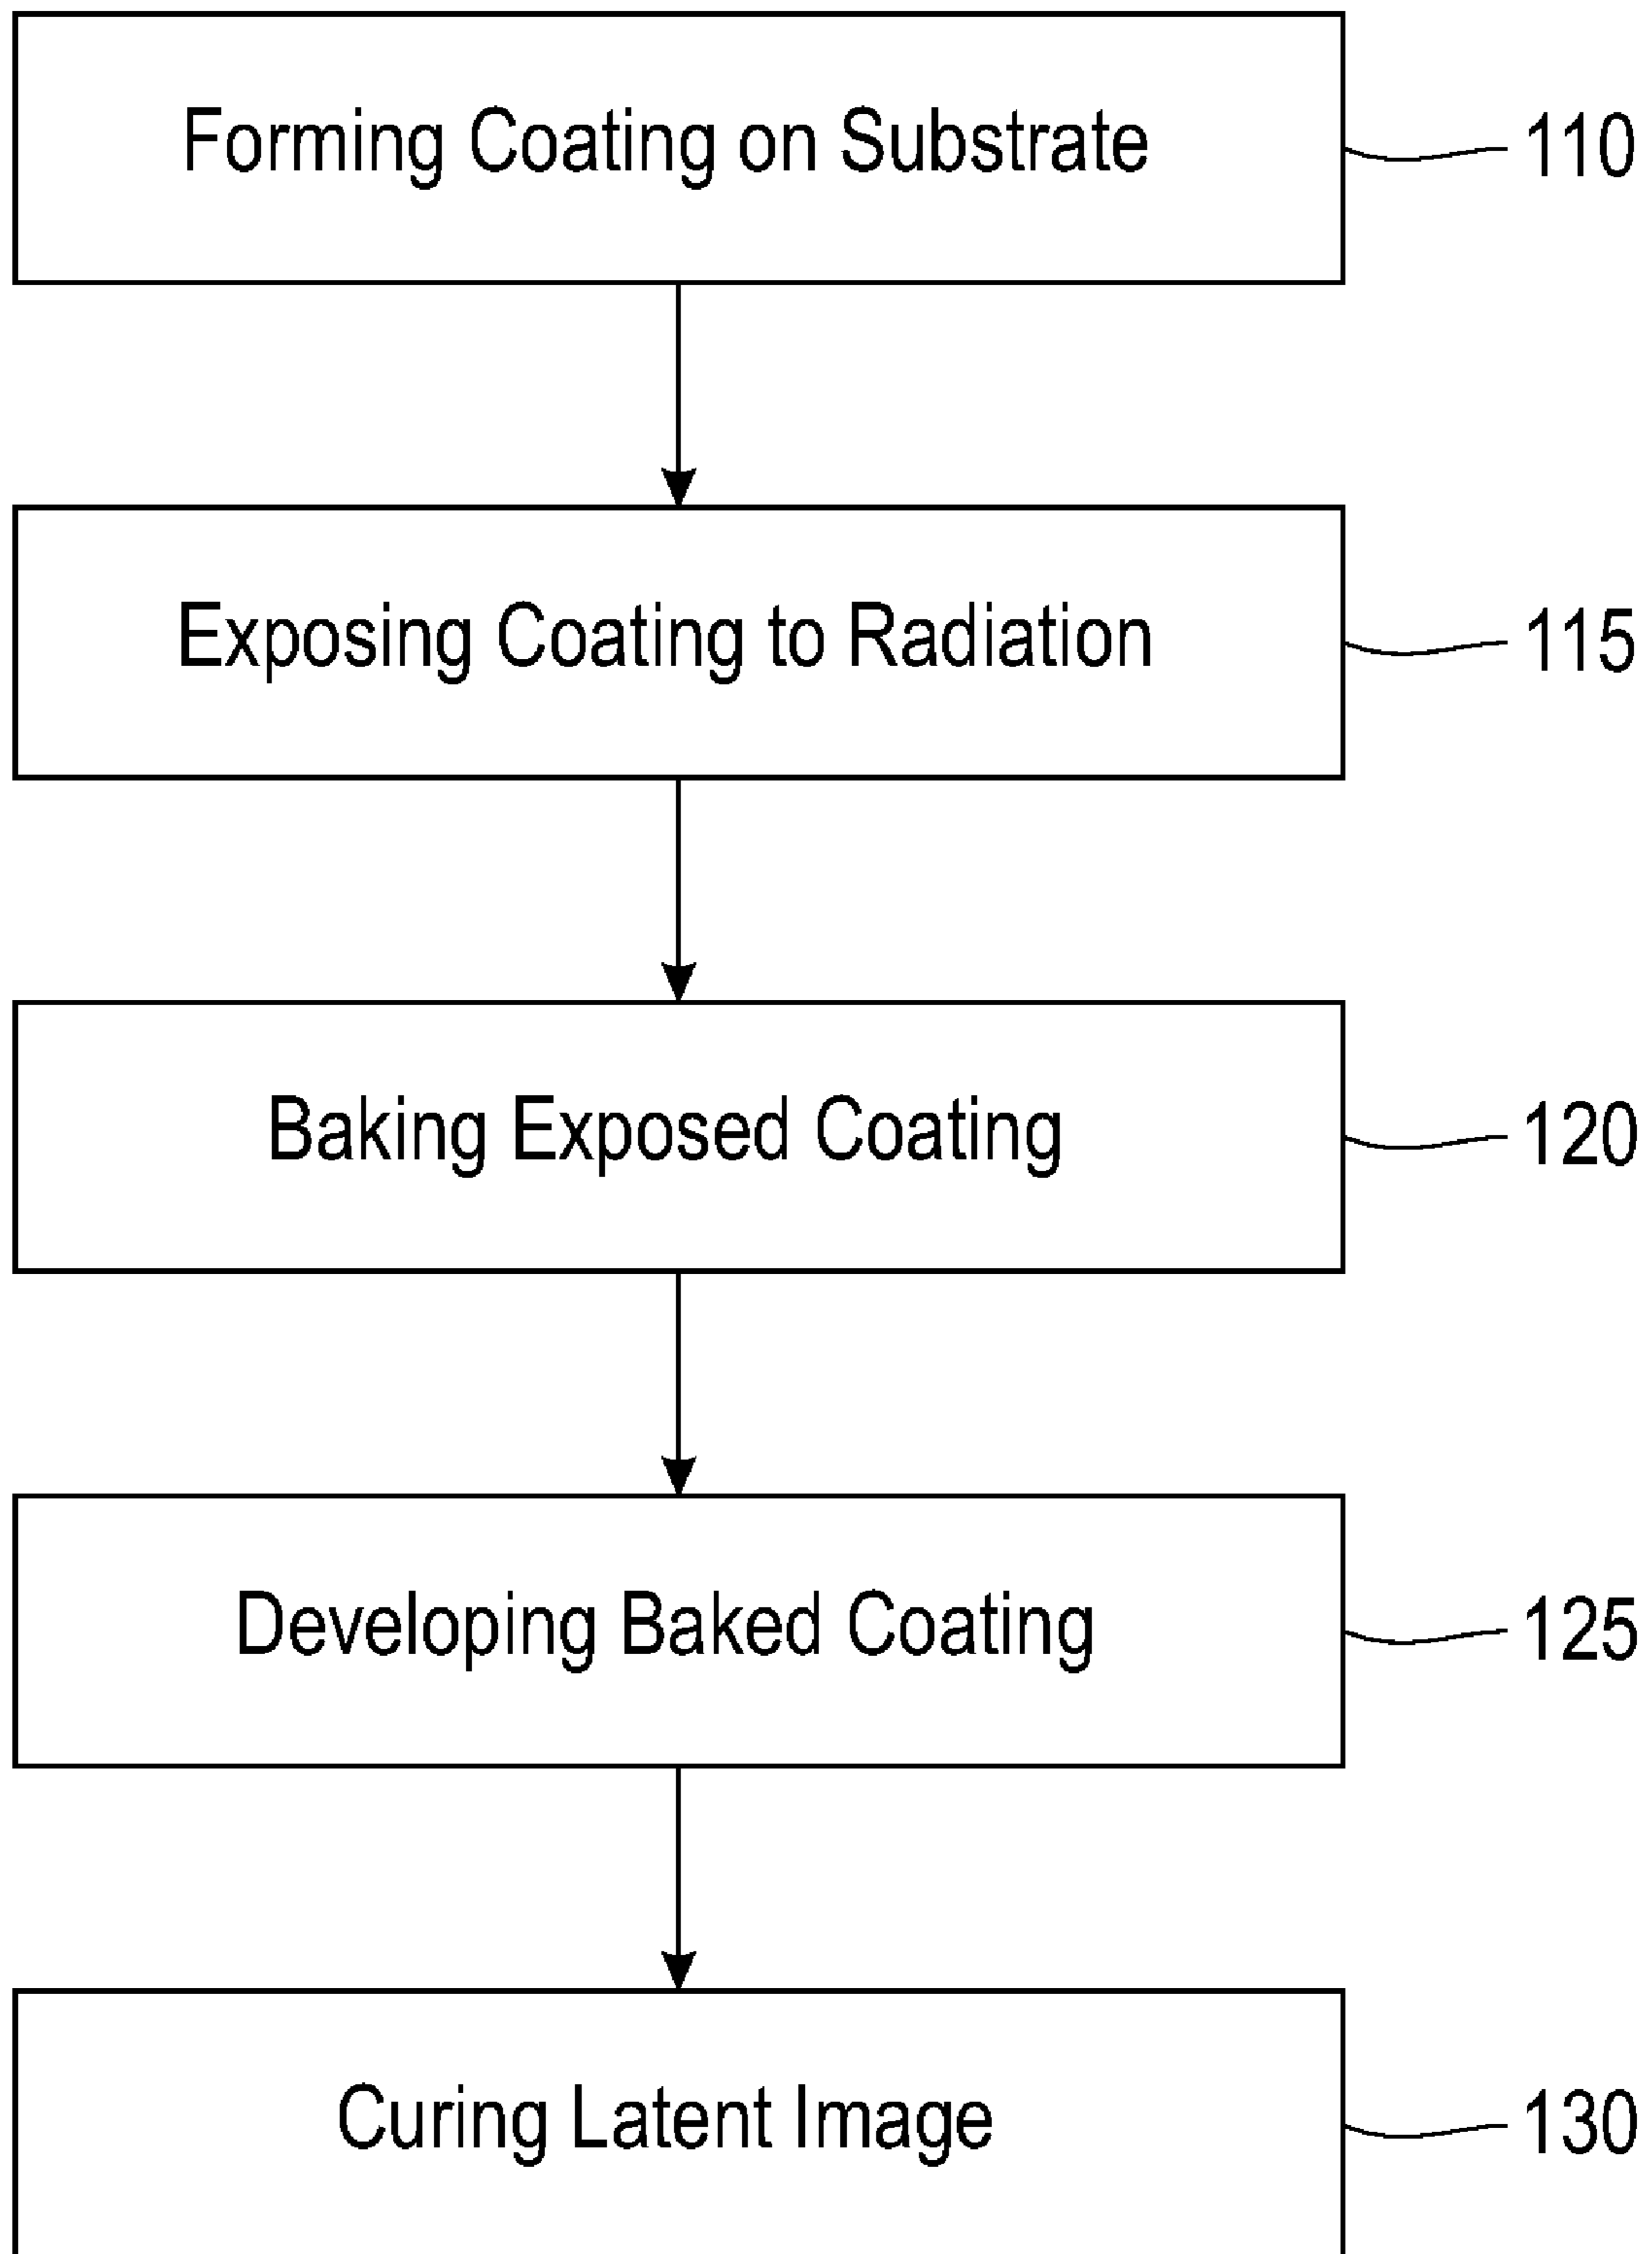 Forming Coating on Substrate 110
Exposing Coating to Radiation 115
Baking Exposed Coating 120
Developing Baked Coating 125
Curing Latent Image 130